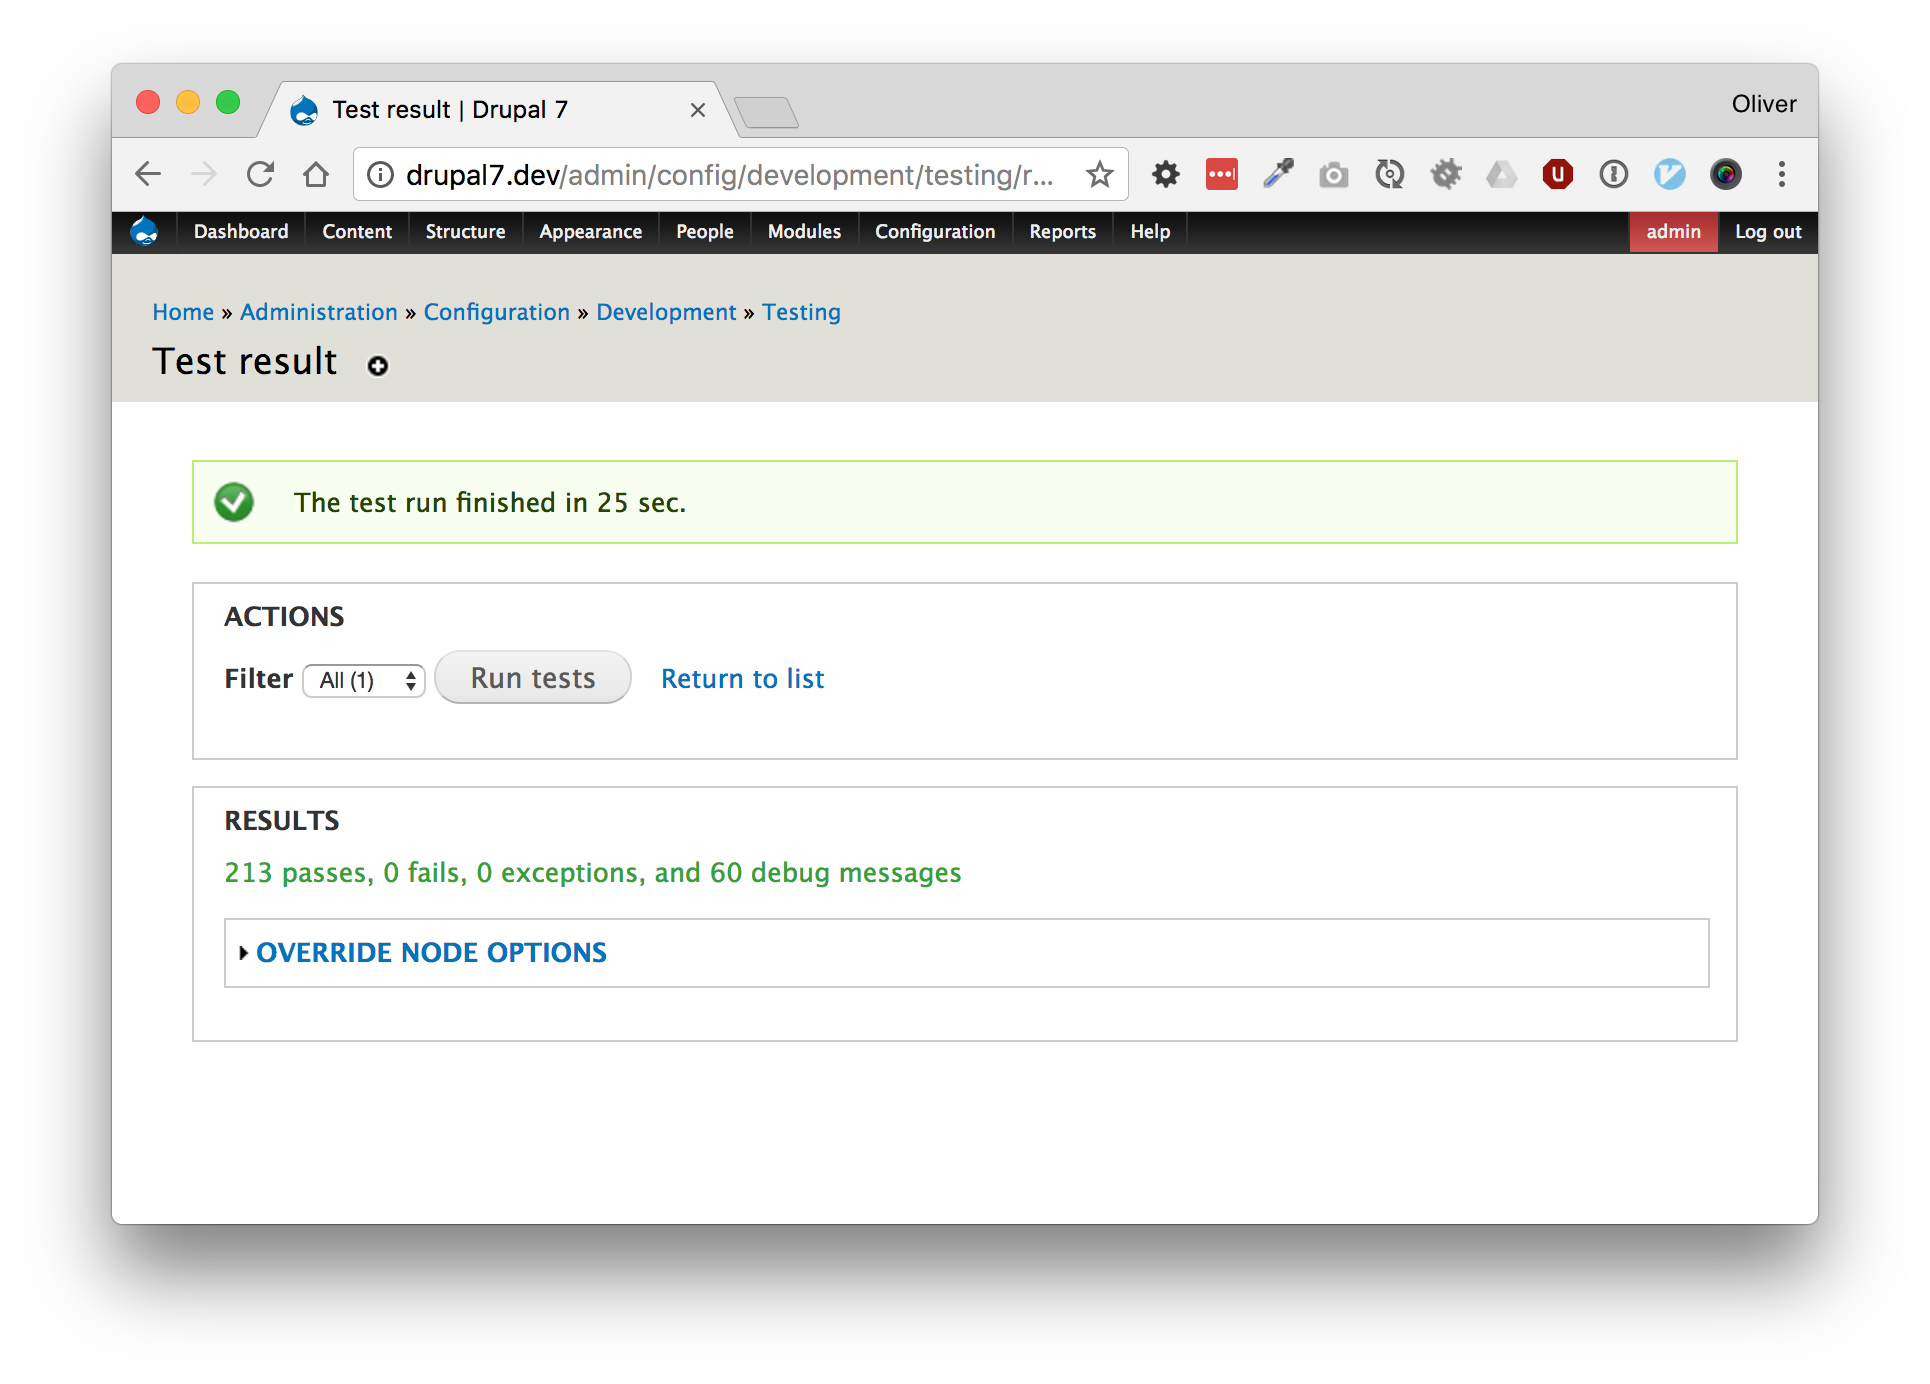 Test result | Drupal 7
Oliver
drupal7.dev/admin/config/development/testing/r...
Dashboard Content Structure Appearance People Modules Configuration Reports Help admin Log out
Home » Administration » Configuration » Development » Testing
Test result
The test run finished in 25 sec.
ACTIONS
Filter All (1) Run tests Return to list
RESULTS
213 passes, 0 fails, 0 exceptions, and 60 debug messages
OVERRIDE NODE OPTIONS